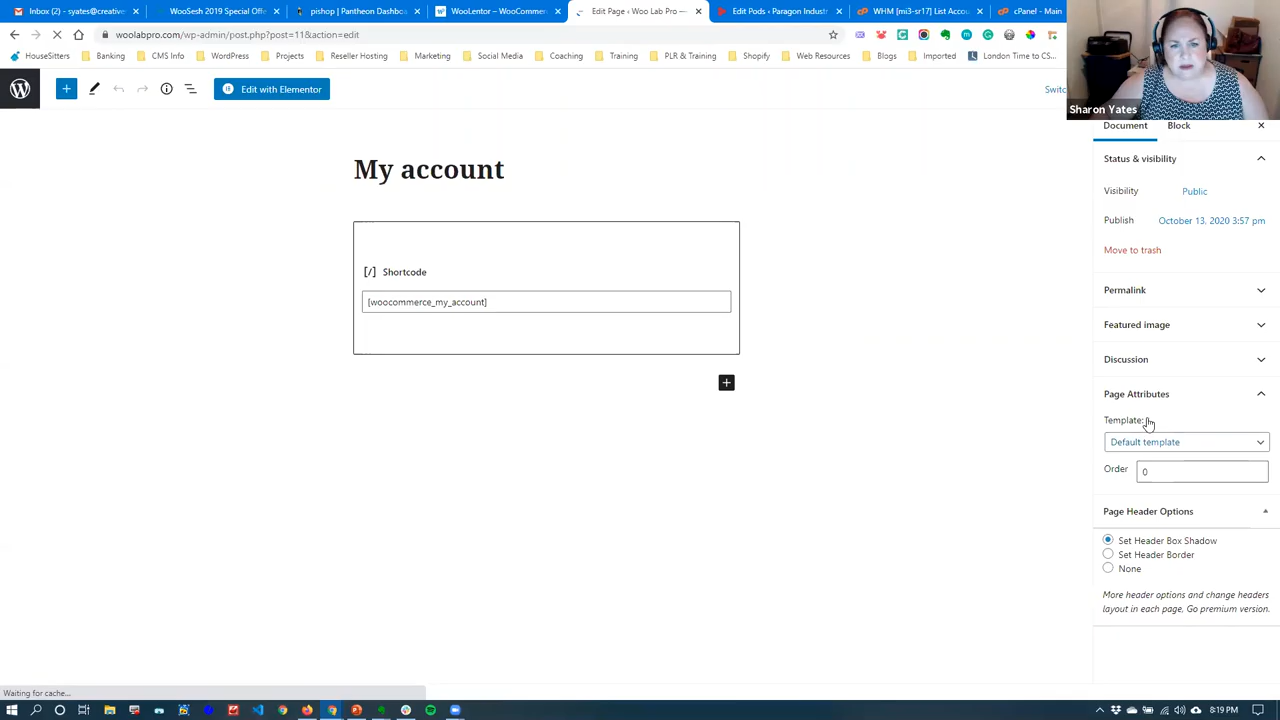 Inbox (2) - syates@creative
WooSesh 2019 Special Offe
pishop | Pantheon Dashboa
WooLentor – WooCommer
Edit Page ‹ Woo Lab Pro —
Edit Pods ‹ Paragon Industr
WHM [mi3-sr17] List Accou
cPanel - Main
woolabpro.com/wp-admin/post.php?post=11&action=edit
HouseSitters
Banking
CMS Info
WordPress
Projects
Reseller Hosting
Marketing
Social Media
Coaching
Training
PLR & Training
Shopify
Web Resources
Blogs
Imported
London Time to CS...
Edit with Elementor
Switc
Sharon Yates
Document
Block
My account
[/] Shortcode
[woocommerce_my_account]
Status & visibility
Visibility
Public
Publish
October 13, 2020 3:57 pm
Move to trash
Permalink
Featured image
Discussion
Page Attributes
Template:
Default template
Order
0
Page Header Options
Set Header Box Shadow
Set Header Border
None
More header options and change headers
layout in each page, Go premium version.
Waiting for cache...
8:19 PM